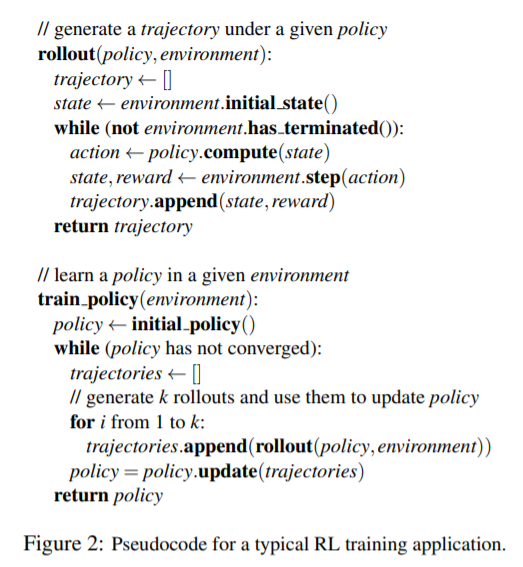 // generate a trajectory under a given policy
rollout(policy, environment):
trajectory ← []
state ← environment.initial_state()
while (not environment.has_terminated()):
action ← policy.compute(state)
state, reward ← environment.step(action)
trajectory.append(state, reward)
return trajectory
// learn a policy in a given environment
train_policy(environment):
policy ← initial_policy()
while (policy has not converged):
trajectories ← []
// generate k rollouts and use them to update policy
for i from 1 to k:
trajectories.append(rollout(policy, environment))
policy = policy.update(trajectories)
return policy
Figure 2: Pseudocode for a typical RL training application.